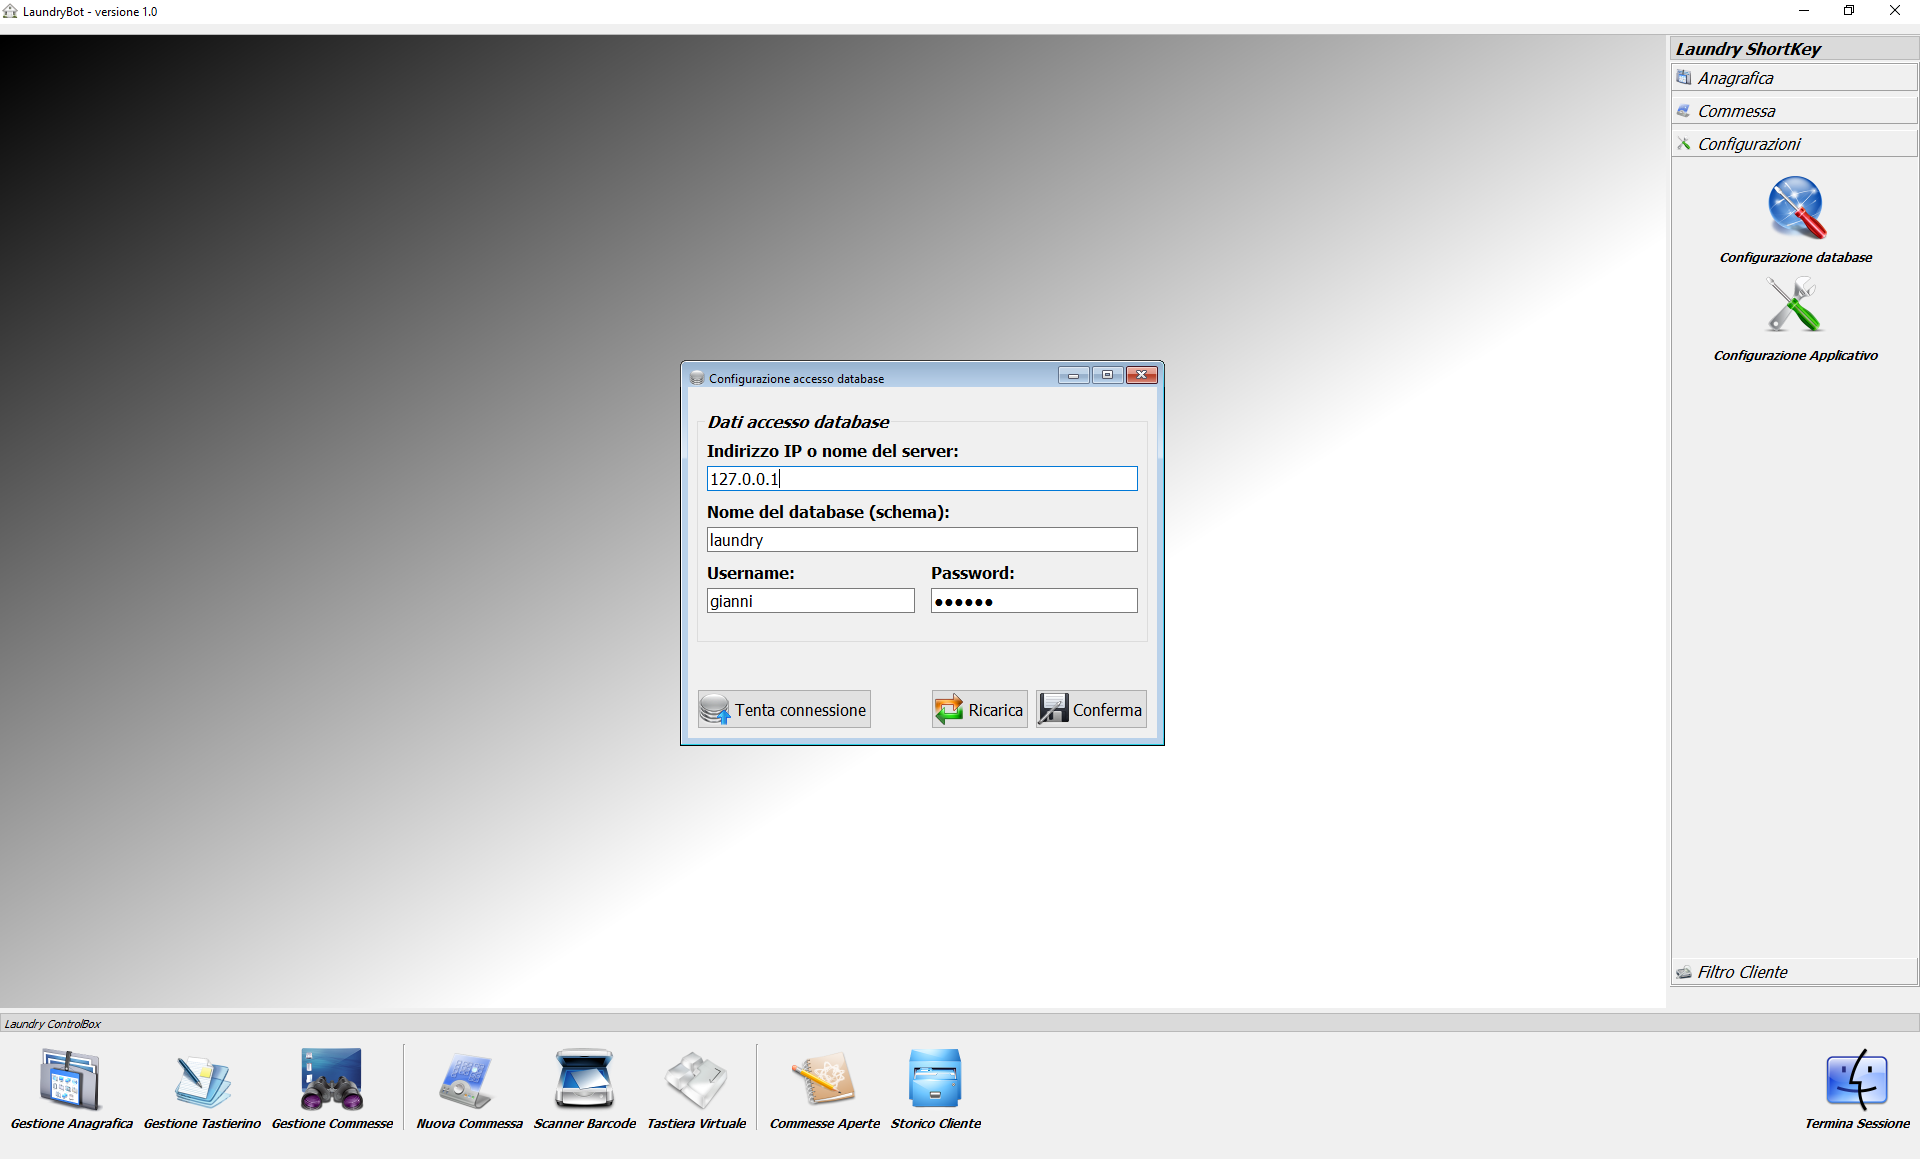 LaundryBot - versione 1.0
Laundry ShortKey
Anagrafica
Commessa
Configurazioni
Configurazione database
Configurazione Applicativo
Configurazione accesso database
Dati accesso database
Indirizzo IP o nome del server:
127.0.0.1
Nome del database (schema):
laundry
Username: Password:
gianni ●●●●●●
Tenta connessione Ricarica Conferma
Filtro Cliente
Laundry ControlBox
Gestione Anagrafica Gestione Tastierino Gestione Commesse Nuova Commessa Scanner Barcode Tastiera Virtuale Commesse Aperte Storico Cliente Termina Sessione